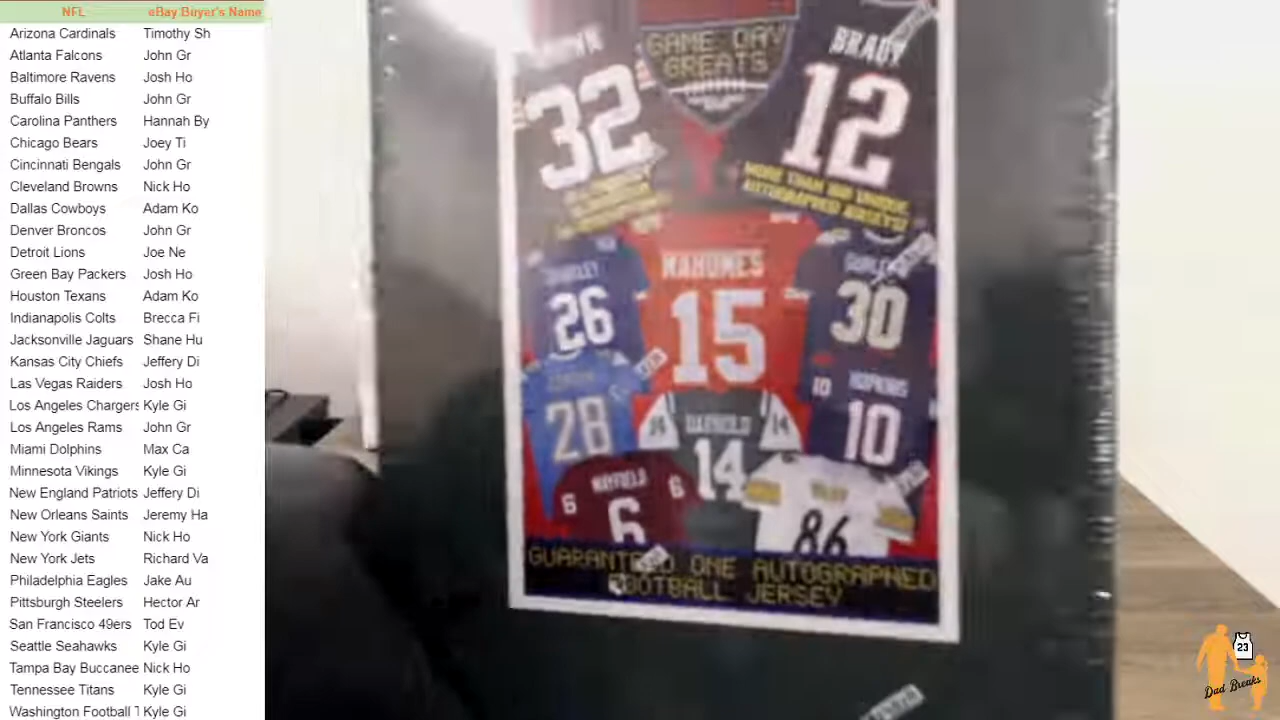 NFL eBay Buyer's Name
Arizona Cardinals Timothy Sh
Atlanta Falcons John Gr
Baltimore Ravens Josh Ho
Buffalo Bills John Gr
Carolina Panthers Hannah By
Chicago Bears Joey Ti
Cincinnati Bengals John Gr
Cleveland Browns Nick Ho
Dallas Cowboys Adam Ko
Denver Broncos John Gr
Detroit Lions Joe Ne
Green Bay Packers Josh Ho
Houston Texans Adam Ko
Indianapolis Colts Brecca Fi
Jacksonville Jaguars Shane Hu
Kansas City Chiefs Jeffery Di
Las Vegas Raiders Josh Ho
Los Angeles Chargers Kyle Gi
Los Angeles Rams John Gr
Miami Dolphins Max Ca
Minnesota Vikings Kyle Gi
New England Patriots Jeffery Di
New Orleans Saints Jeremy Ha
New York Giants Nick Ho
New York Jets Richard Va
Philadelphia Eagles Jake Au
Pittsburgh Steelers Hector Ar
San Francisco 49ers Tod Ev
Seattle Seahawks Kyle Gi
Tampa Bay Buccanee Nick Ho
Tennessee Titans Kyle Gi
Washington Football T Kyle Gi
GAME DAY
GREATS
32
BRADY
12
MORE THAN
AUTOGRAPHED JERSEYS!
26
MAHOMES
15
30
28
10
HOPKINS
10
14
14
14
MAYFIELD
6
6
6
86
GUARANTEED ONE AUTOGRAPHED
FOOTBALL JERSEY
23
Dad Breaks